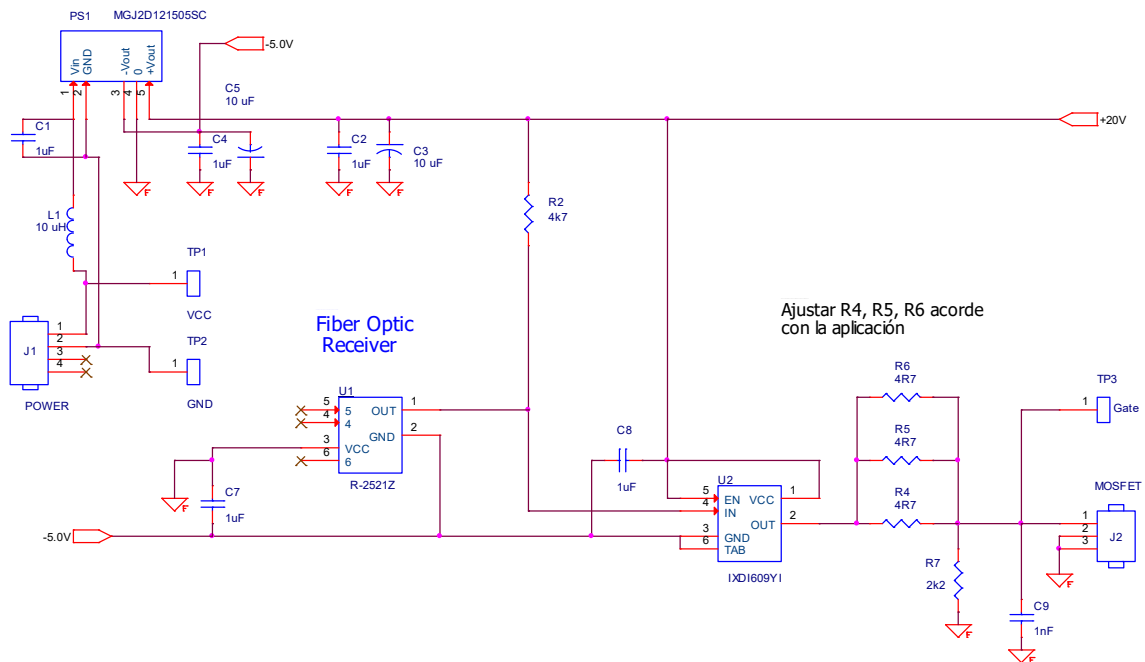 PS1 MGJ2D121505SC
Vin
GND
-Vout
0
+Vout
1
2
3
4
5
-5.0V
C5
10 uF
C1
1uF
C4
1uF
C2
1uF
C3
10 uF
+20V
F
F
F
F
F
R2
4k7
L1
10 uH
TP1
1
VCC
J1
1
2
3
4
POWER
TP2
1
GND
Fiber Optic
Receiver
Ajustar R4, R5, R6 acorde
con la aplicación
U1
5
4
3
6
5
4
VCC
6
OUT
GND
1
2
R-2521Z
F
C7
1uF
-5.0V
C8
1uF
U2
5
4
3
6
EN
IN
GND
TAB
VCC
OUT
1
2
IXDI609YI
R6
4R7
R5
4R7
R4
4R7
R7
2k2
F
TP3
1
Gate
MOSFET
1
2
3
J2
F
C9
1nF
F